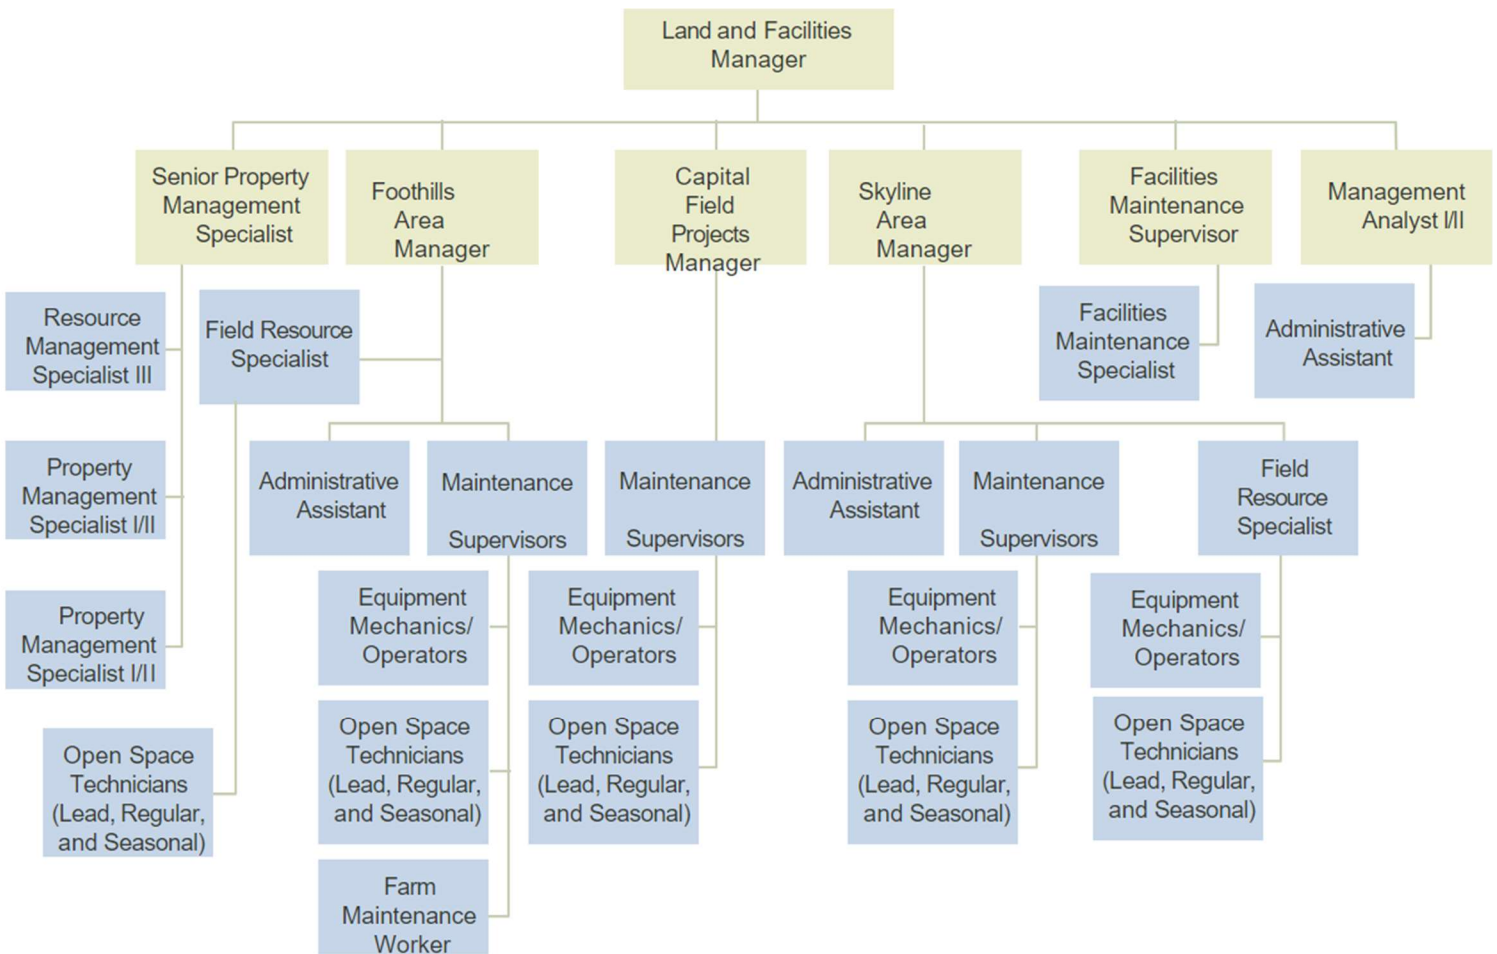 Land and Facilities
Manager
Senior Property
Management
Specialist
Foothills
Area
Manager
Capital
Field
Projects
Manager
Skyline
Area
Manager
Facilities
Maintenance
Supervisor
Management
Analyst I/II
Resource
Management
Specialist III
Field Resource
Specialist
Facilities
Maintenance
Specialist
Administrative
Assistant
Property
Management
Specialist I/II
Administrative
Assistant
Maintenance
Supervisors
Maintenance
Supervisors
Administrative
Assistant
Maintenance
Supervisors
Field
Resource
Specialist
Property
Management
Specialist I/II
Equipment
Mechanics/
Operators
Equipment
Mechanics/
Operators
Equipment
Mechanics/
Operators
Equipment
Mechanics/
Operators
Open Space
Technicians
(Lead, Regular,
and Seasonal)
Open Space
Technicians
(Lead, Regular,
and Seasonal)
Open Space
Technicians
(Lead, Regular,
and Seasonal)
Open Space
Technicians
(Lead, Regular,
and Seasonal)
Open Space
Technicians
(Lead, Regular,
and Seasonal)
Farm
Maintenance
Worker